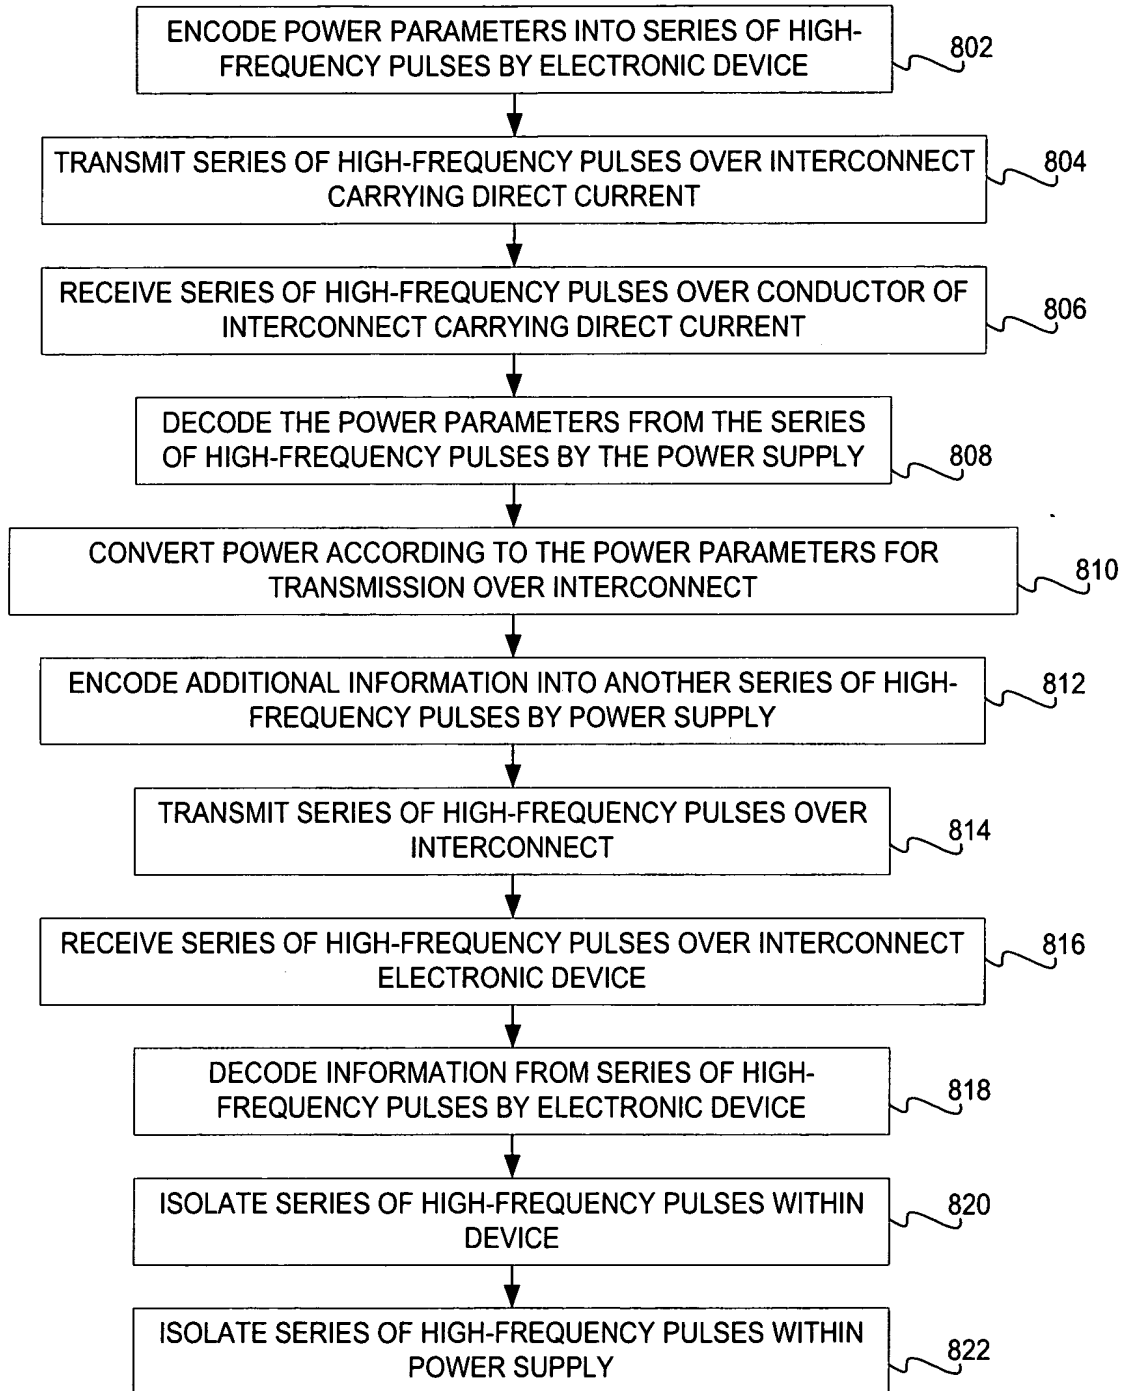 ENCODE POWER PARAMETERS INTO SERIES OF HIGH-
FREQUENCY PULSES BY ELECTRONIC DEVICE
802
TRANSMIT SERIES OF HIGH-FREQUENCY PULSES OVER INTERCONNECT
CARRYING DIRECT CURRENT
804
RECEIVE SERIES OF HIGH-FREQUENCY PULSES OVER CONDUCTOR OF
INTERCONNECT CARRYING DIRECT CURRENT
806
DECODE THE POWER PARAMETERS FROM THE SERIES
OF HIGH-FREQUENCY PULSES BY THE POWER SUPPLY
808
CONVERT POWER ACCORDING TO THE POWER PARAMETERS FOR
TRANSMISSION OVER INTERCONNECT
810
ENCODE ADDITIONAL INFORMATION INTO ANOTHER SERIES OF HIGH-
FREQUENCY PULSES BY POWER SUPPLY
812
TRANSMIT SERIES OF HIGH-FREQUENCY PULSES OVER
INTERCONNECT
814
RECEIVE SERIES OF HIGH-FREQUENCY PULSES OVER INTERCONNECT
ELECTRONIC DEVICE
816
DECODE INFORMATION FROM SERIES OF HIGH-
FREQUENCY PULSES BY ELECTRONIC DEVICE
818
ISOLATE SERIES OF HIGH-FREQUENCY PULSES WITHIN
DEVICE
820
ISOLATE SERIES OF HIGH-FREQUENCY PULSES WITHIN
POWER SUPPLY
822